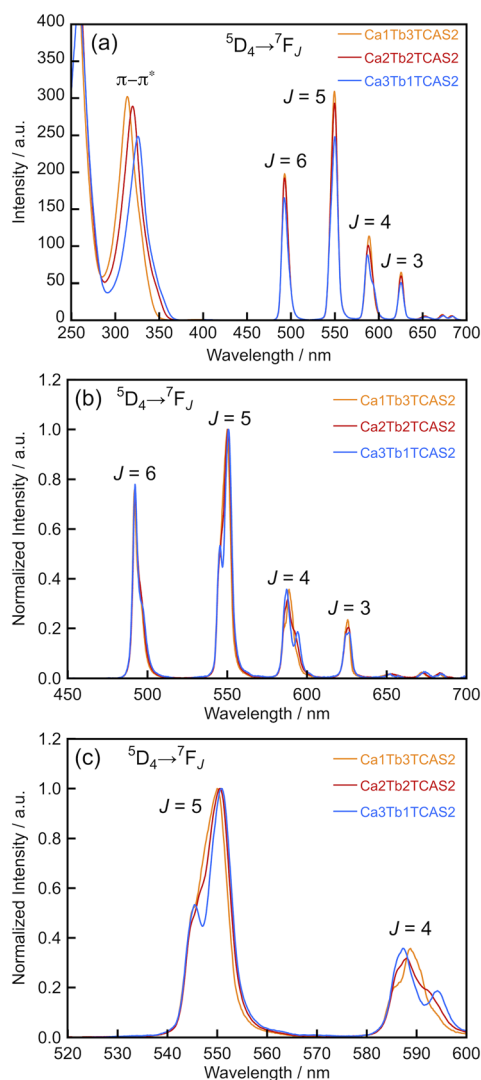 400
350
300
250
200
150
100
50
0
Intensity / a.u.
(a)
⁵D₄→⁷F_J
Ca1Tb3TCAS2
Ca2Tb2TCAS2
Ca3Tb1TCAS2
π–π*
J = 5
J = 6
J = 4
J = 3
250 300 350 400 450 500 550 600 650 700
Wavelength / nm
1.2
1.0
0.8
0.6
0.4
0.2
0.0
Normalized Intensity / a.u.
(b)
⁵D₄→⁷F_J
Ca1Tb3TCAS2
Ca2Tb2TCAS2
Ca3Tb1TCAS2
J = 5
J = 6
J = 4
J = 3
450 500 550 600 650 700
Wavelength / nm
1.2
1.0
0.8
0.6
0.4
0.2
0.0
Normalized Intensity / a.u.
(c)
⁵D₄→⁷F_J
Ca1Tb3TCAS2
Ca2Tb2TCAS2
Ca3Tb1TCAS2
J = 5
J = 4
520 530 540 550 560 570 580 590 600
Wavelength / nm